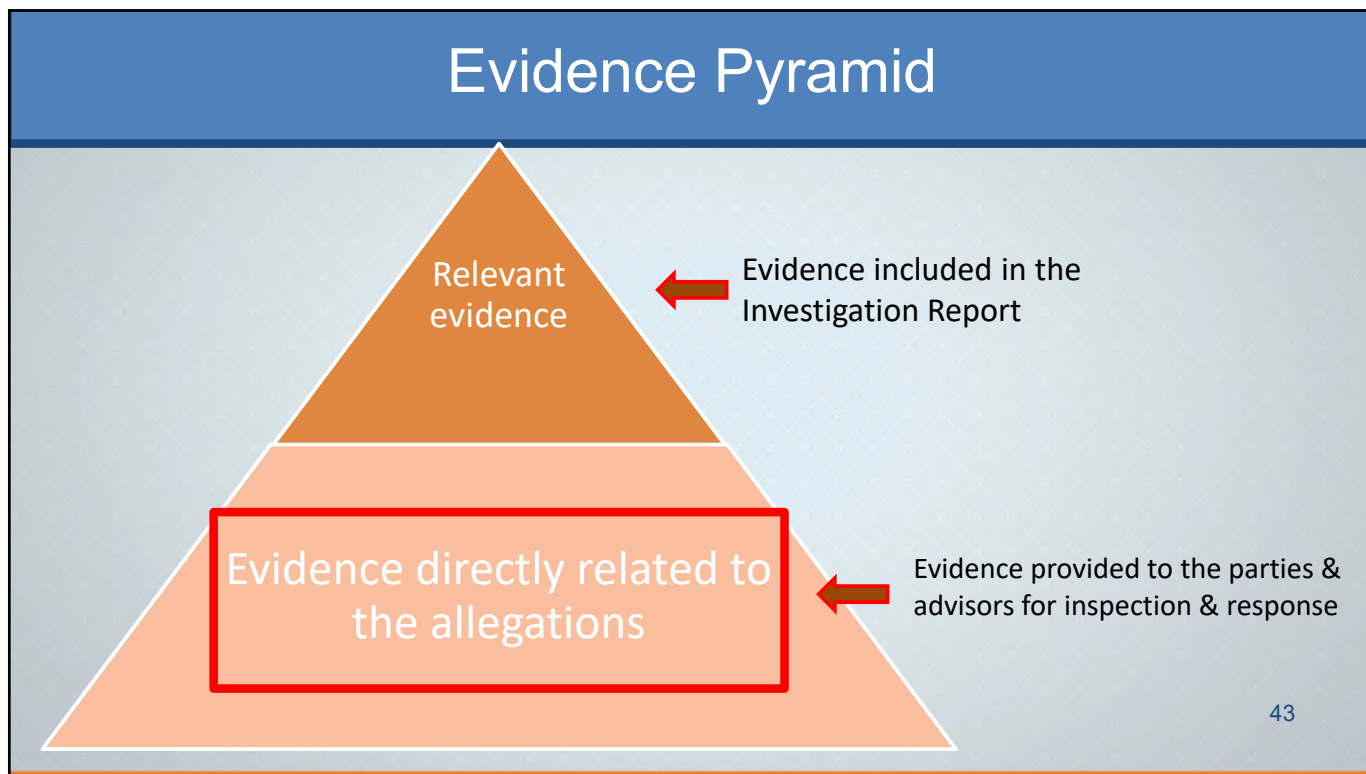 Evidence Pyramid
Relevant
evidence
Evidence included in the
Investigation Report
Evidence directly related to
the allegations
Evidence provided to the parties &
advisors for inspection & response
43